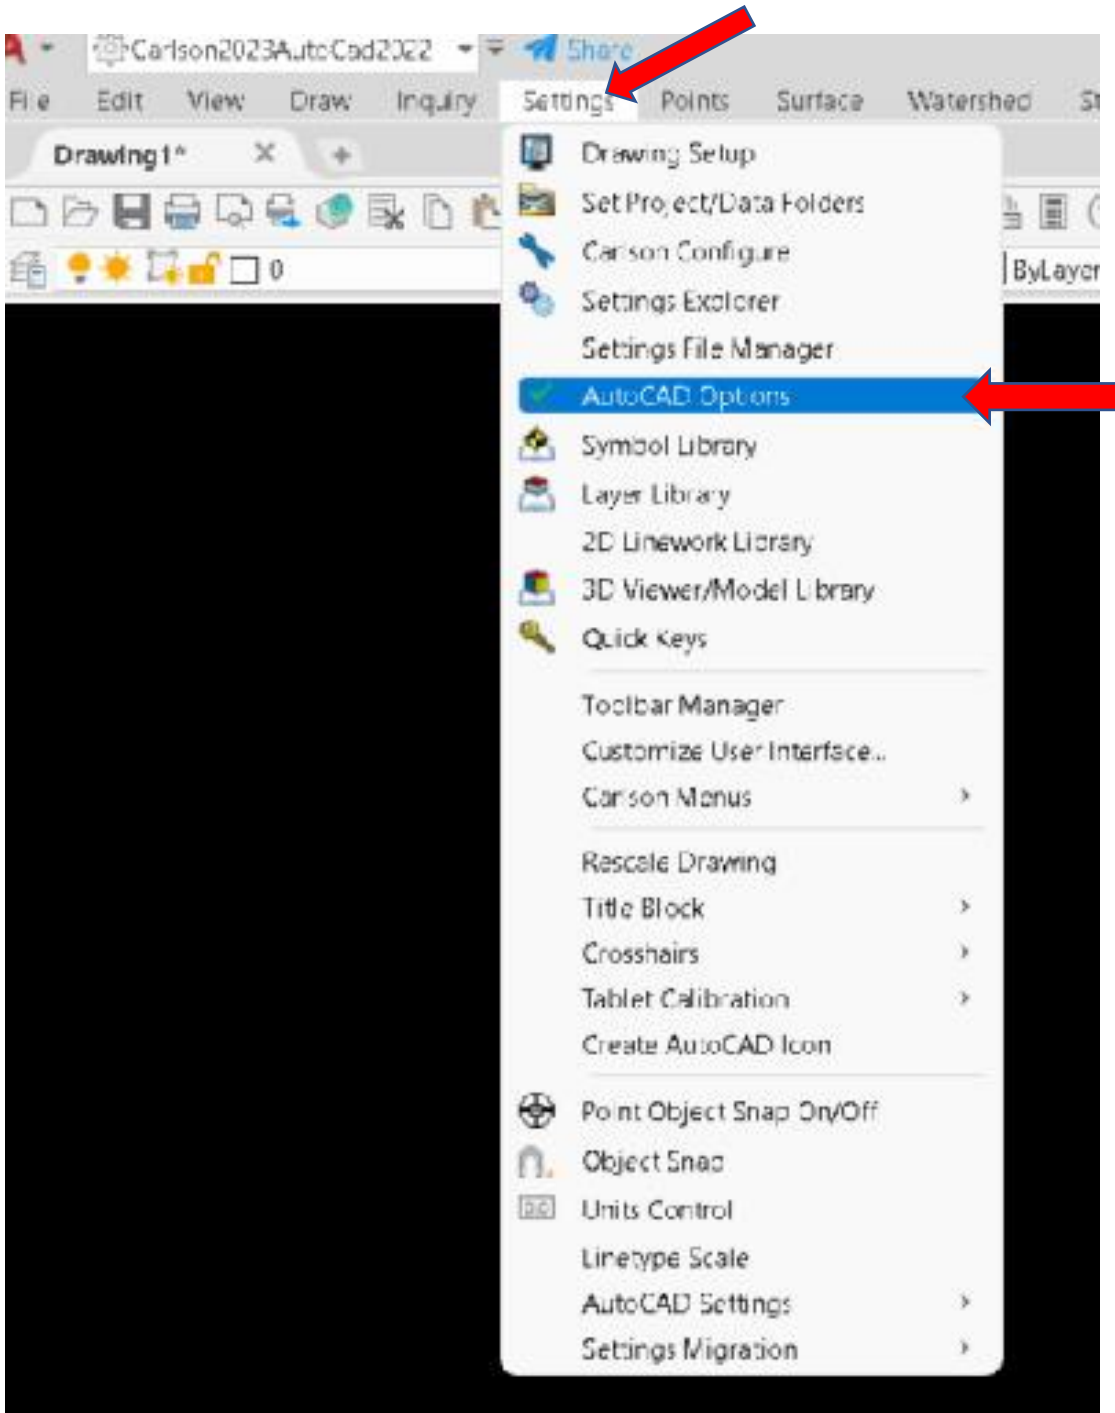 Carlson2023AutoCad2022 Share
File Edit View Draw Inquiry Settings Points Surface Watershed St
Drawing1* × +
0 ByLayer
Drawing Setup
Set Project/Data Folders
Carlson Configure
Settings Explorer
Settings File Manager
AutoCAD Options
Symbol Library
Layer Library
2D Linework Library
3D Viewer/Model Library
Quick Keys
Toolbar Manager
Customize User Interface...
Carlson Menus
Rescale Drawing
Title Block
Crosshairs
Tablet Calibration
Create AutoCAD Icon
Point Object Snap On/Off
Object Snap
Units Control
Linetype Scale
AutoCAD Settings
Settings Migration